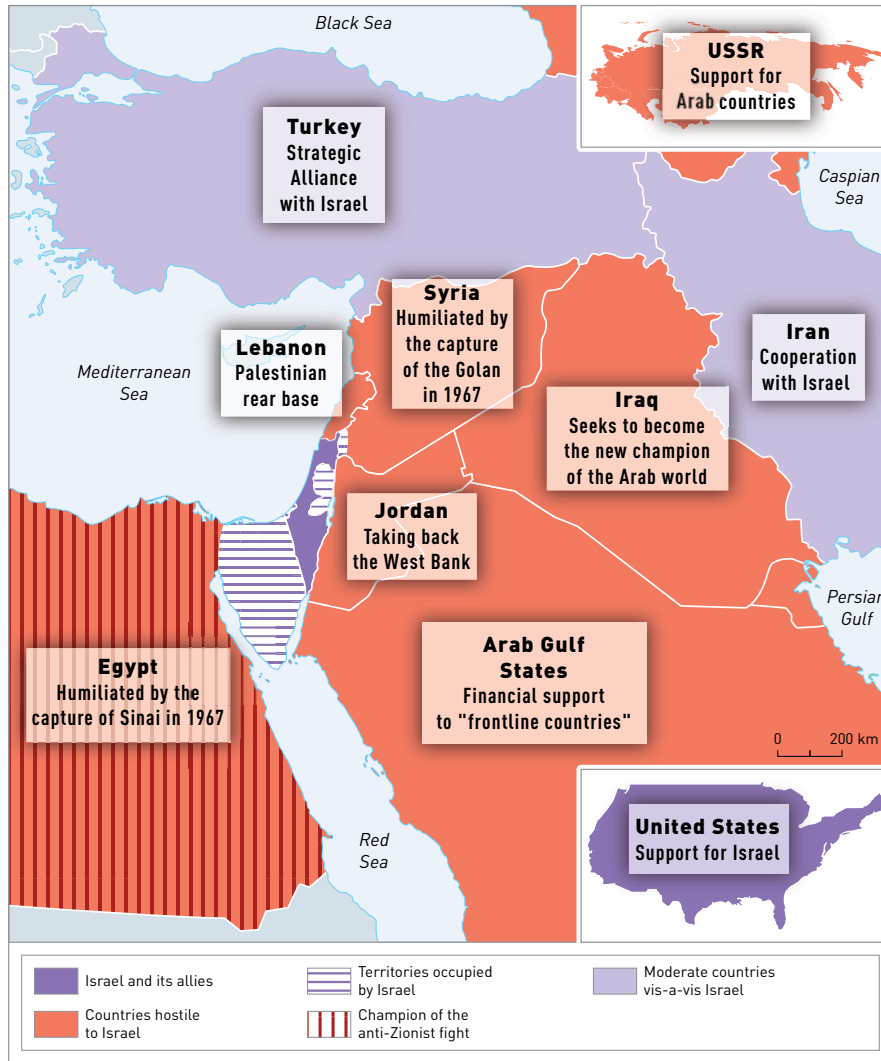 Black Sea
USSR
Support for
Arab countries
Turkey
Strategic
Alliance
with Israel
Caspian
Sea
Syria
Humiliated by
the capture
of the Golan
in 1967
Lebanon
Palestinian
rear base
Mediterranean
Sea
Iran
Cooperation
with Israel
Iraq
Seeks to become
the new champion
of the Arab world
Jordan
Taking back
the West Bank
Persian
Gulf
Egypt
Humiliated by the
capture of Sinai in 1967
Arab Gulf
States
Financial support
to "frontline countries"
0 200 km
Red
Sea
United States
Support for Israel
Israel and its allies
Territories occupied
by Israel
Moderate countries
vis-a-vis Israel
Countries hostile
to Israel
Champion of the
anti-Zionist fight